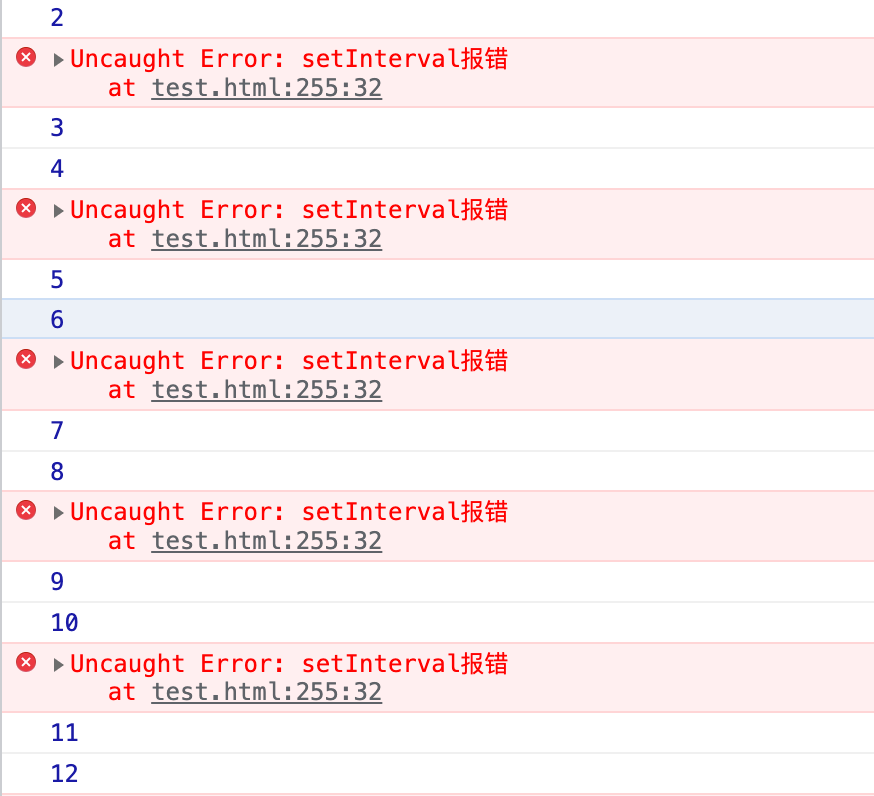 2
Uncaught Error: setInterval报错
at test.html:255:32
3
4
Uncaught Error: setInterval报错
at test.html:255:32
5
6
Uncaught Error: setInterval报错
at test.html:255:32
7
8
Uncaught Error: setInterval报错
at test.html:255:32
9
10
Uncaught Error: setInterval报错
at test.html:255:32
11
12